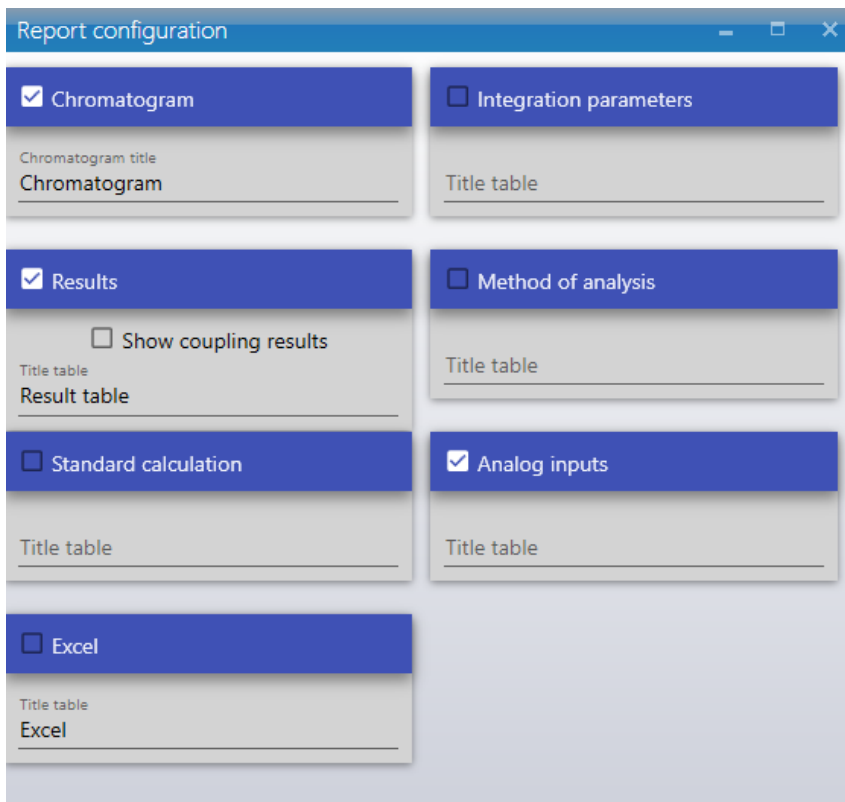 Report configuration
Chromatogram
Chromatogram title
Chromatogram
Integration parameters
Title table
Results
Show coupling results
Title table
Result table
Method of analysis
Title table
Standard calculation
Title table
Analog inputs
Title table
Excel
Title table
Excel